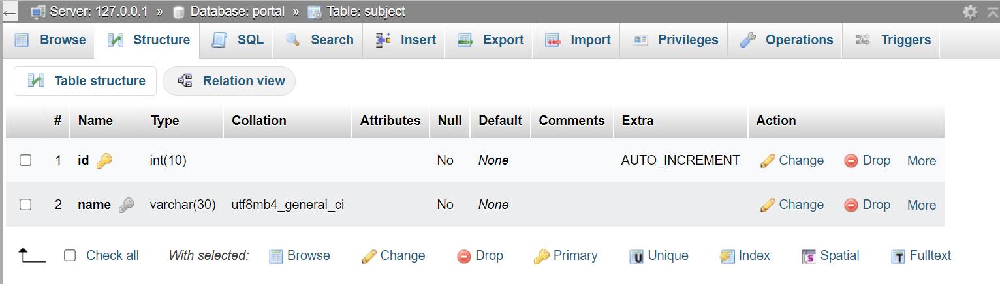 Server: 127.0.0.1 » Database: portal » Table: subject
Browse Structure SQL Search Insert Export Import Privileges Operations Triggers
Table structure Relation view
# Name Type Collation Attributes Null Default Comments Extra Action
1 id int(10) No None AUTO_INCREMENT Change Drop More
2 name varchar(30) utf8mb4_general_ci No None Change Drop More
Check all With selected: Browse Change Drop Primary Unique Index Spatial Fulltext